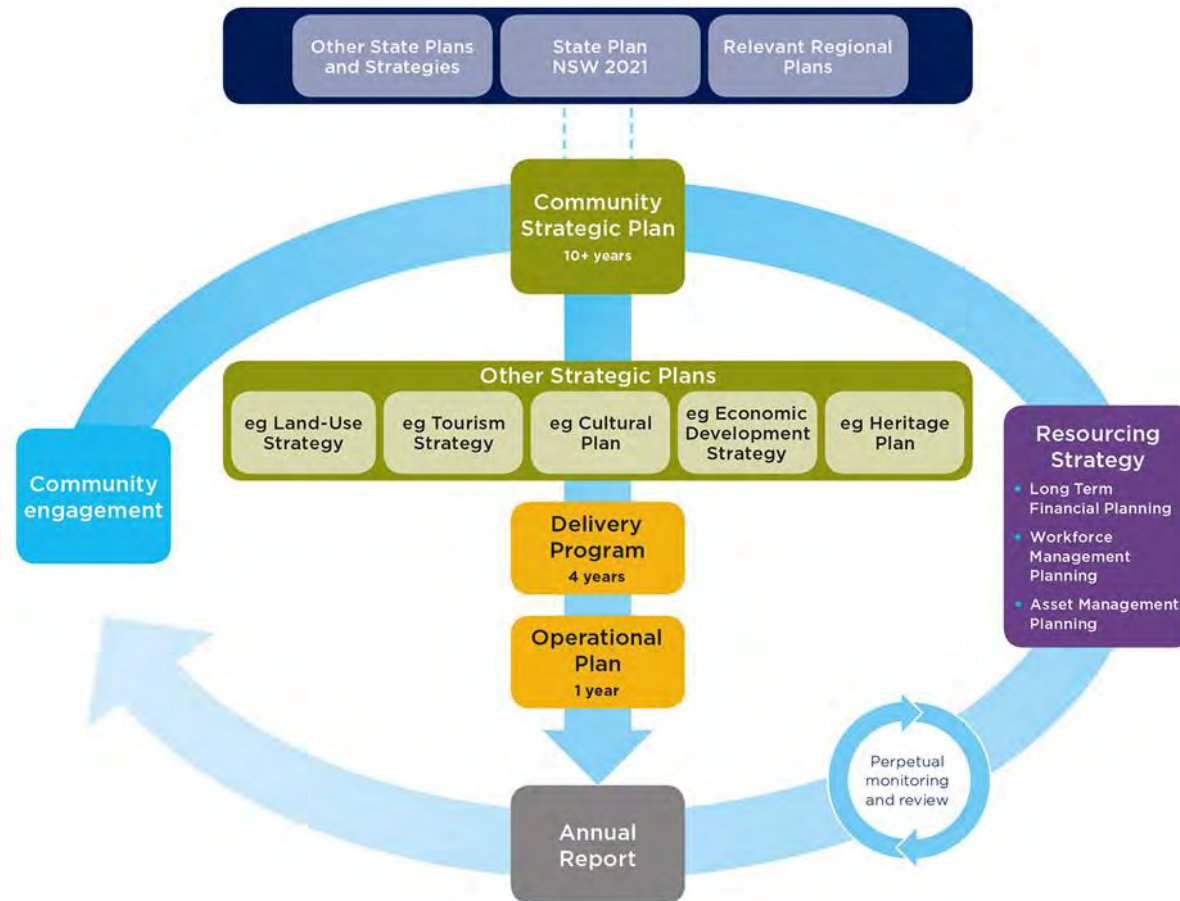 Other State Plans
and Strategies
State Plan
NSW 2021
Relevant Regional
Plans
Community
Strategic Plan
10+ years
Other Strategic Plans
eg Land-Use
Strategy
eg Tourism
Strategy
eg Cultural
Plan
eg Economic
Development
Strategy
eg Heritage
Plan
Community
engagement
Resourcing
Strategy
• Long Term
Financial Planning
• Workforce
Management
Planning
• Asset Management
Planning
Delivery
Program
4 years
Operational
Plan
1 year
Perpetual
monitoring
and review
Annual
Report